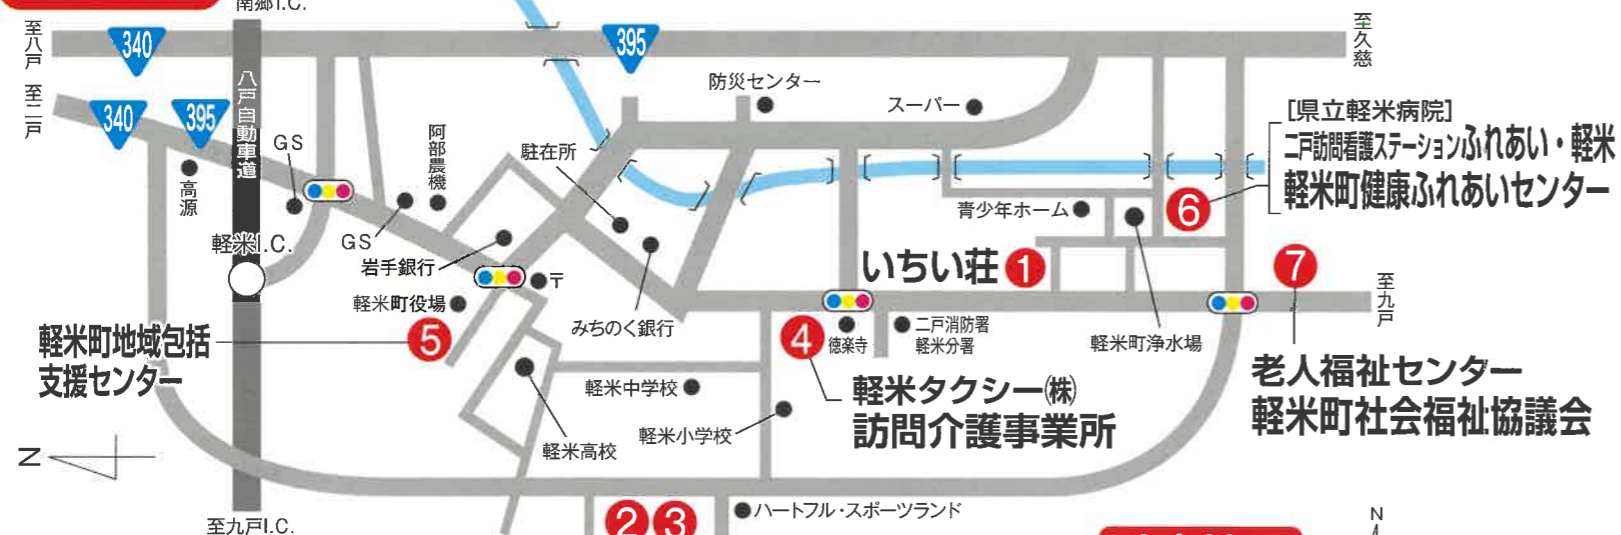 南郷I.C.
至八戸
340
395
至久慈
至二戸
340
395
八戸自動車道
防災センター
スーパー
[県立軽米病院]
二戸訪問看護ステーションふれあい・軽米
軽米町健康ふれあいセンター
GS
阿部農機
駐在所
高源
青少年ホーム
6
軽米I.C.
GS
岩手銀行
いちい荘
1
7
〒
至九戸
軽米町役場
みちのく銀行
二戸消防署
軽米分署
徳楽寺
軽米町浄水場
5
4
軽米町地域包括
支援センター
軽米中学校
軽米タクシー㈱
訪問介護事業所
老人福祉センター
軽米町社会福祉協議会
軽米小学校
軽米高校
N
ハートフル・スポーツランド
2
3
至九戸I.C.
N